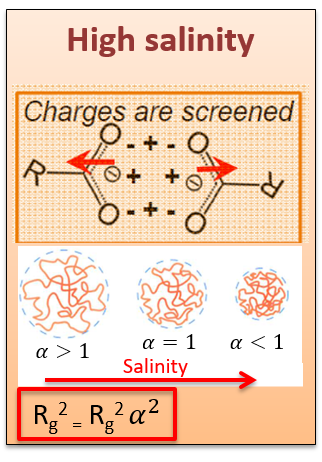 High salinity
Charges are screened
O - + - O
R ⊖ + + ⊖ R
O - + - O
α > 1 α = 1 α < 1
Salinity
Rg² = Rg² α²